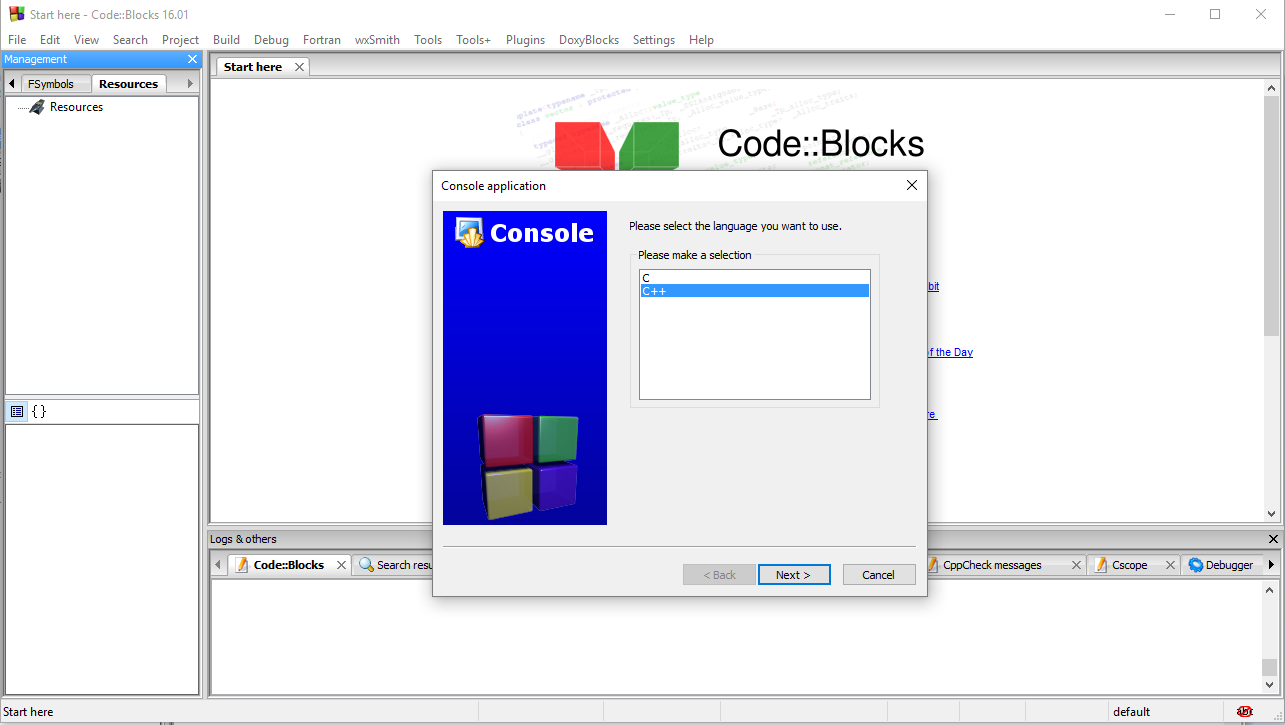 Start here - Code::Blocks 16.01
File Edit View Search Project Build Debug Fortran wxSmith Tools Tools+ Plugins DoxyBlocks Settings Help
Management
FSymbols Resources
Resources
{}
Start here
Code::Blocks
Console application
Console
Please select the language you want to use.
Please make a selection
C
C++
bit
of the Day
< Back Next > Cancel
Logs & others
Code::Blocks Search resu CppCheck messages Cscope Debugger
Start here default abc